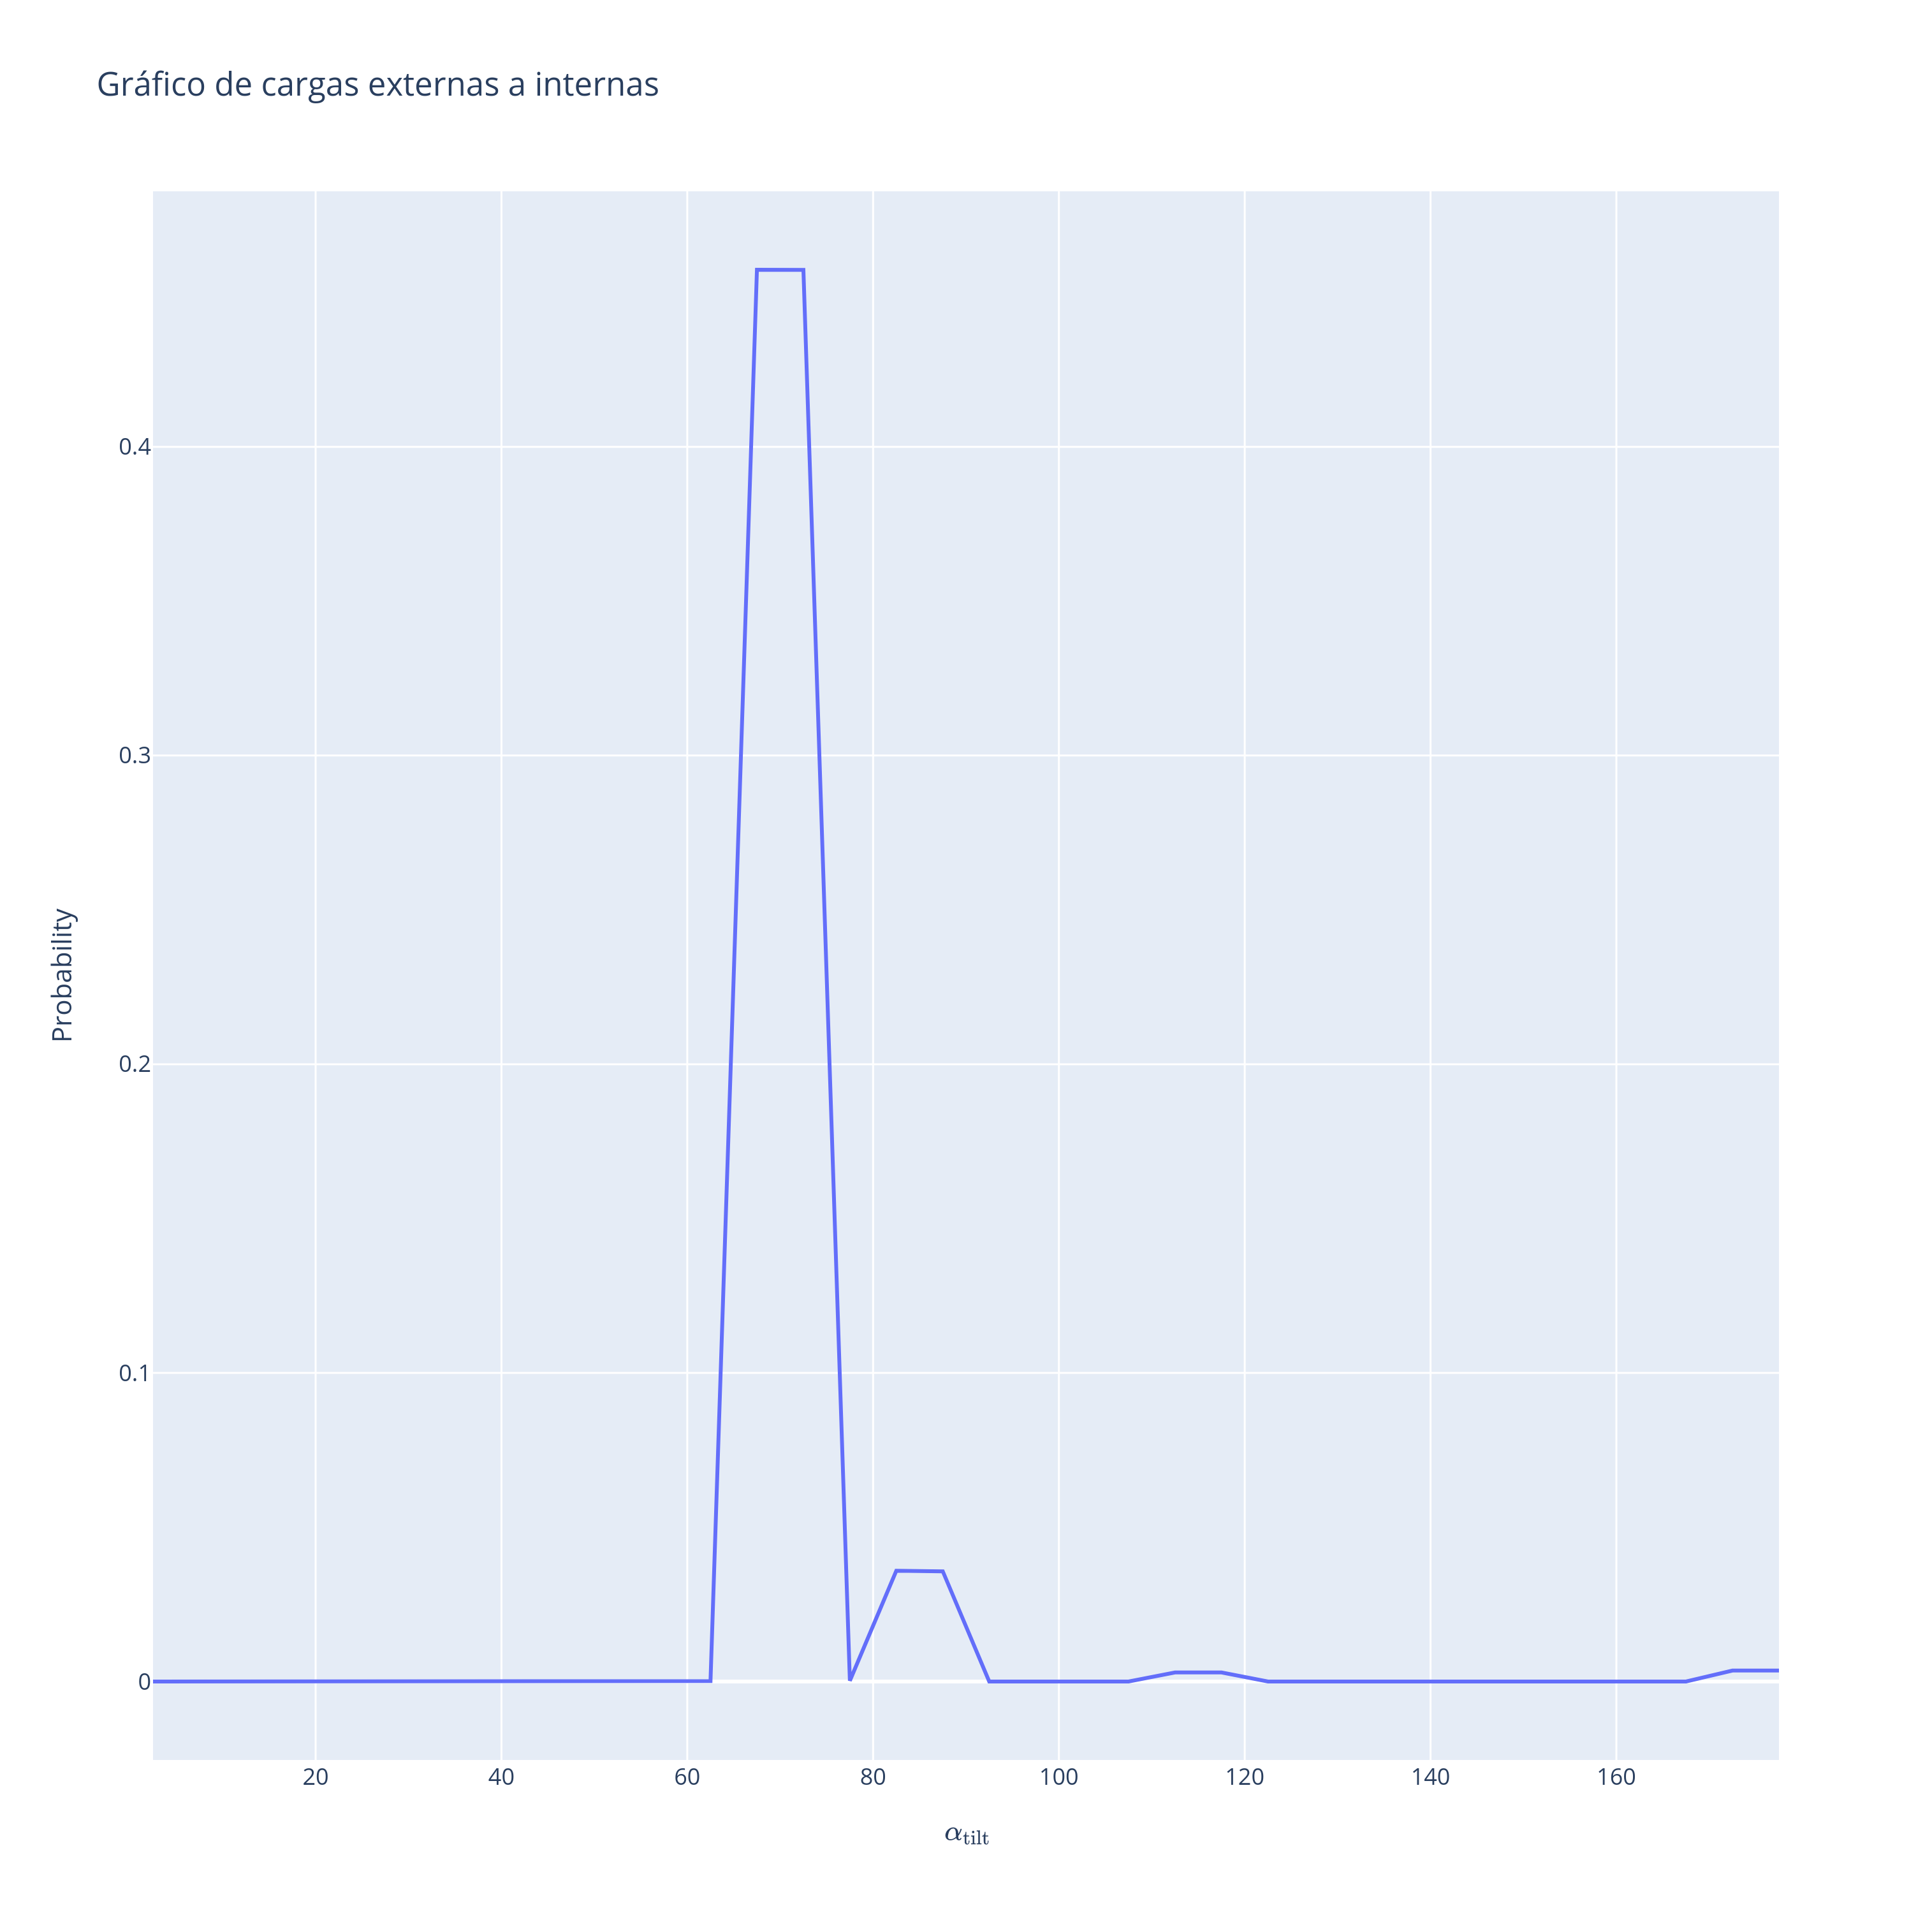 Gráfico de cargas externas a internas
0.4
0.3
0.2
0.1
0
Probability
20 40 60 80 100 120 140 160
α_tilt